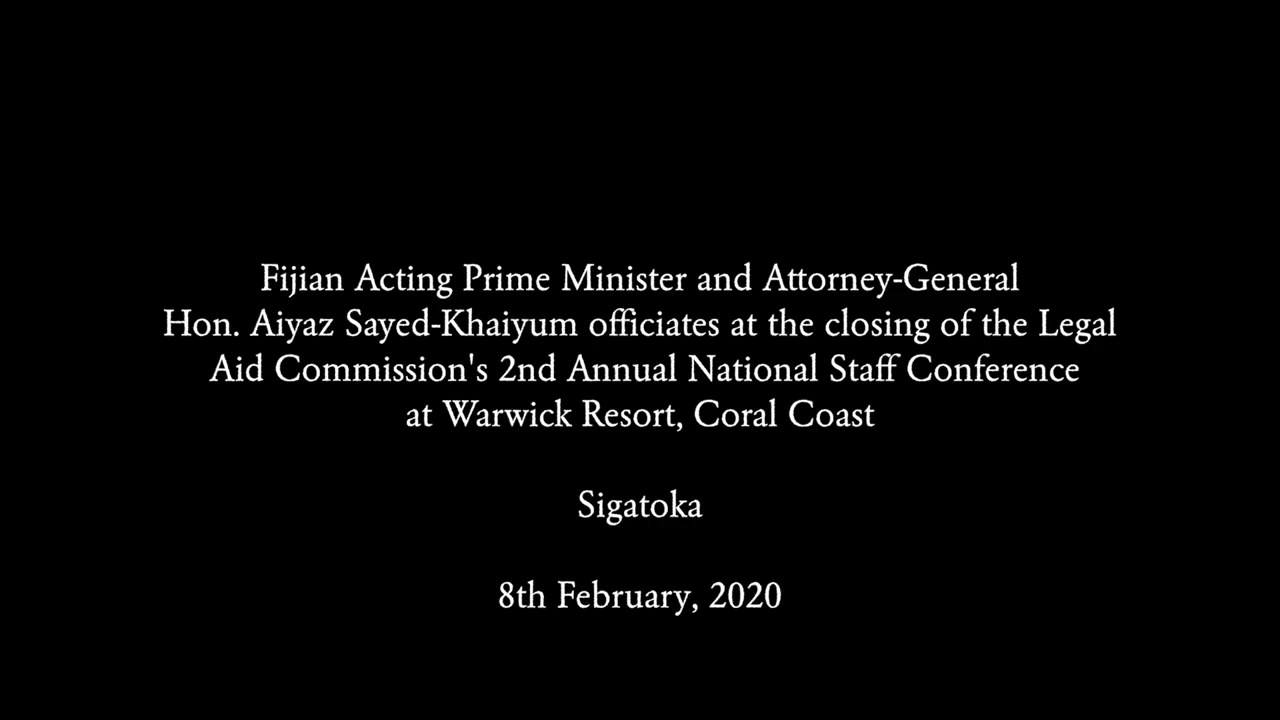 Fijian Acting Prime Minister and Attorney-General
Hon. Aiyaz Sayed-Khaiyum officiates at the closing of the Legal
Aid Commission's 2nd Annual National Staff Conference
at Warwick Resort, Coral Coast
Sigatoka
8th February, 2020